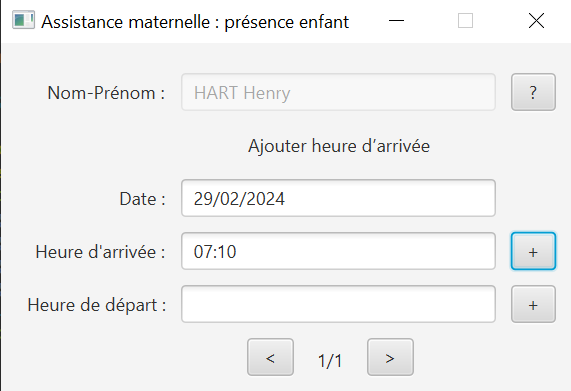 Assistance maternelle : présence enfant
Nom-Prénom : HART Henry ?
Ajouter heure d’arrivée
Date : 29/02/2024
Heure d'arrivée : 07:10 +
Heure de départ : +
< 1/1 >